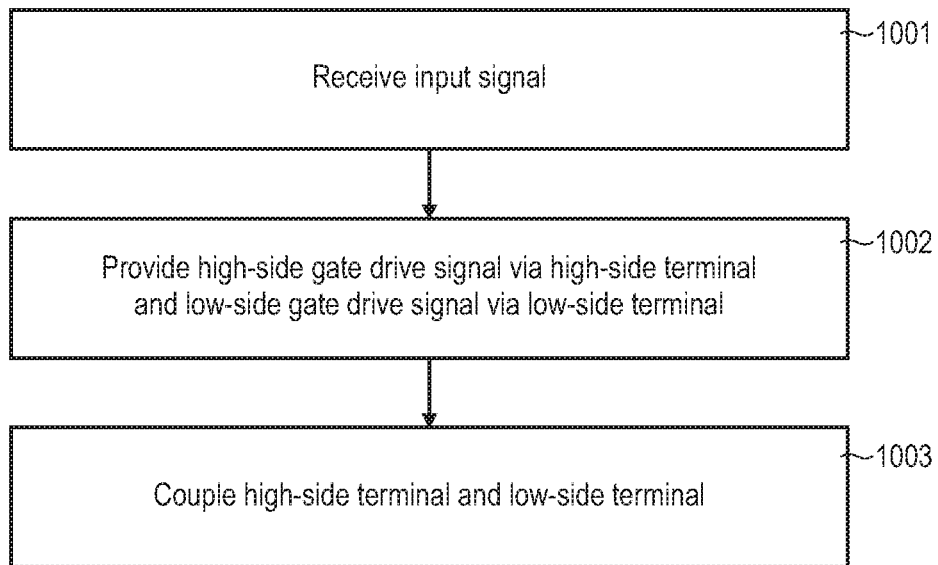 1001
Receive input signal
1002
Provide high-side gate drive signal via high-side terminal
and low-side gate drive signal via low-side terminal
1003
Couple high-side terminal and low-side terminal